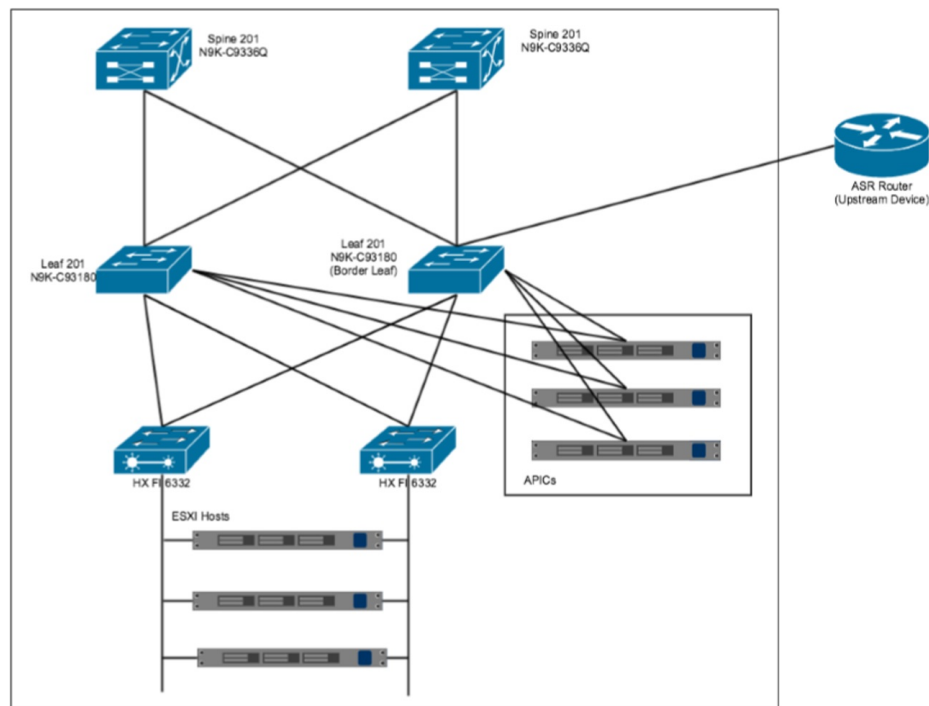 Spine 201
N9K-C9336Q
Spine 201
N9K-C9336Q
ASR Router
(Upstream Device)
Leaf 201
N9K-C93180
Leaf 201
N9K-C93180
(Border Leaf)
HX FI 6332
HX FI 6332
APICs
ESXI Hosts